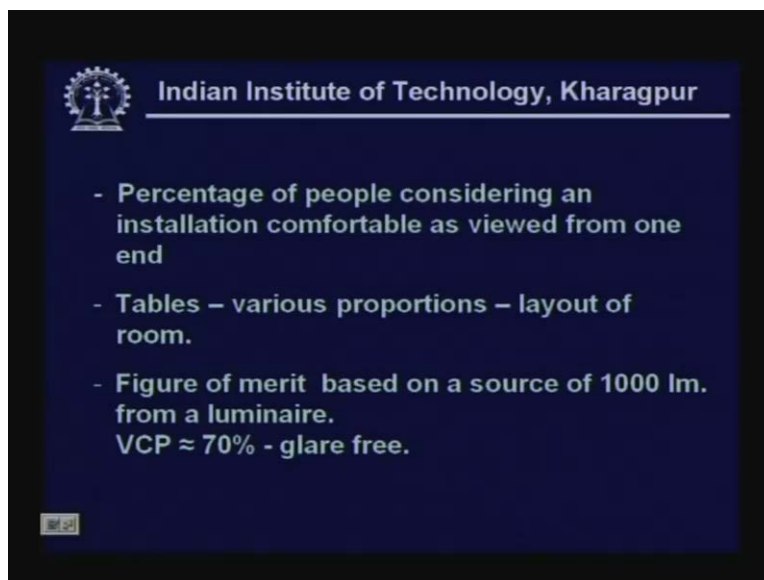 Indian Institute of Technology, Kharagpur
- Percentage of people considering an
installation comfortable as viewed from one
end
- Tables – various proportions – layout of
room.
- Figure of merit based on a source of 1000 lm.
from a luminaire.
VCP ≈ 70% - glare free.